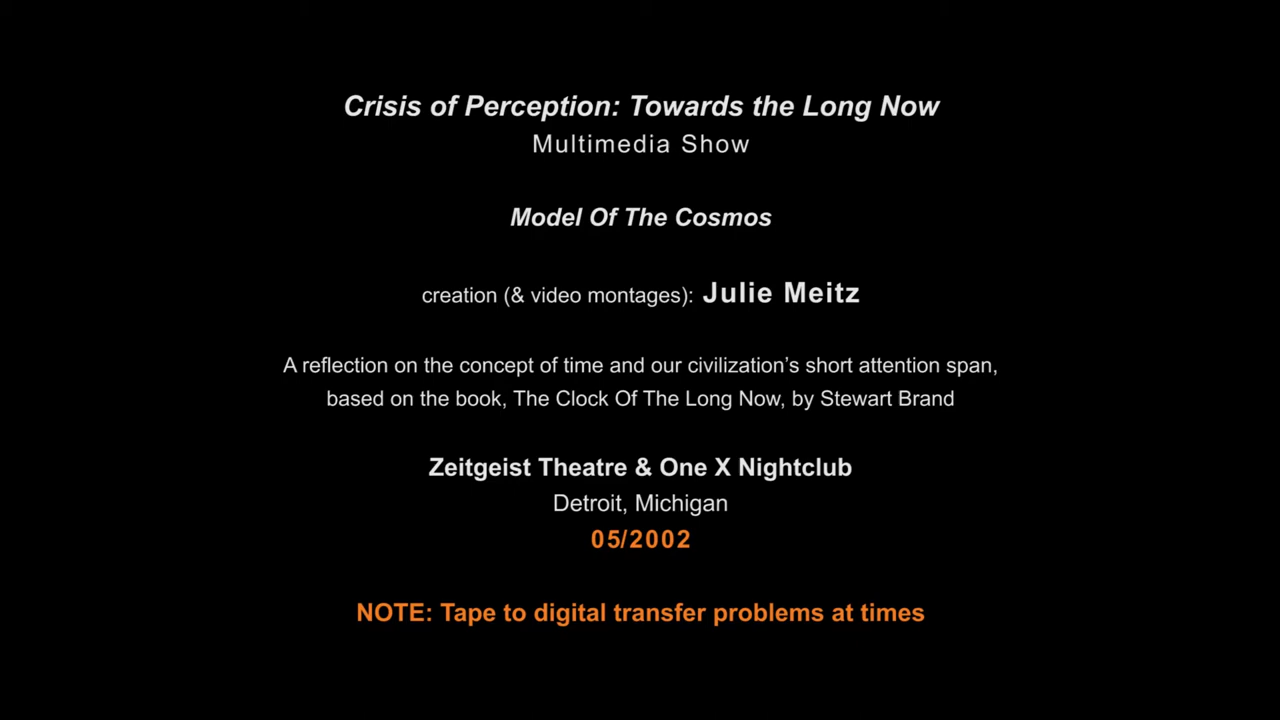 Crisis of Perception: Towards the Long Now
Multimedia Show
Model Of The Cosmos
creation (& video montages): Julie Meitz
A reflection on the concept of time and our civilization’s short attention span,
based on the book, The Clock Of The Long Now, by Stewart Brand
Zeitgeist Theatre & One X Nightclub
Detroit, Michigan
05/2002
NOTE: Tape to digital transfer problems at times